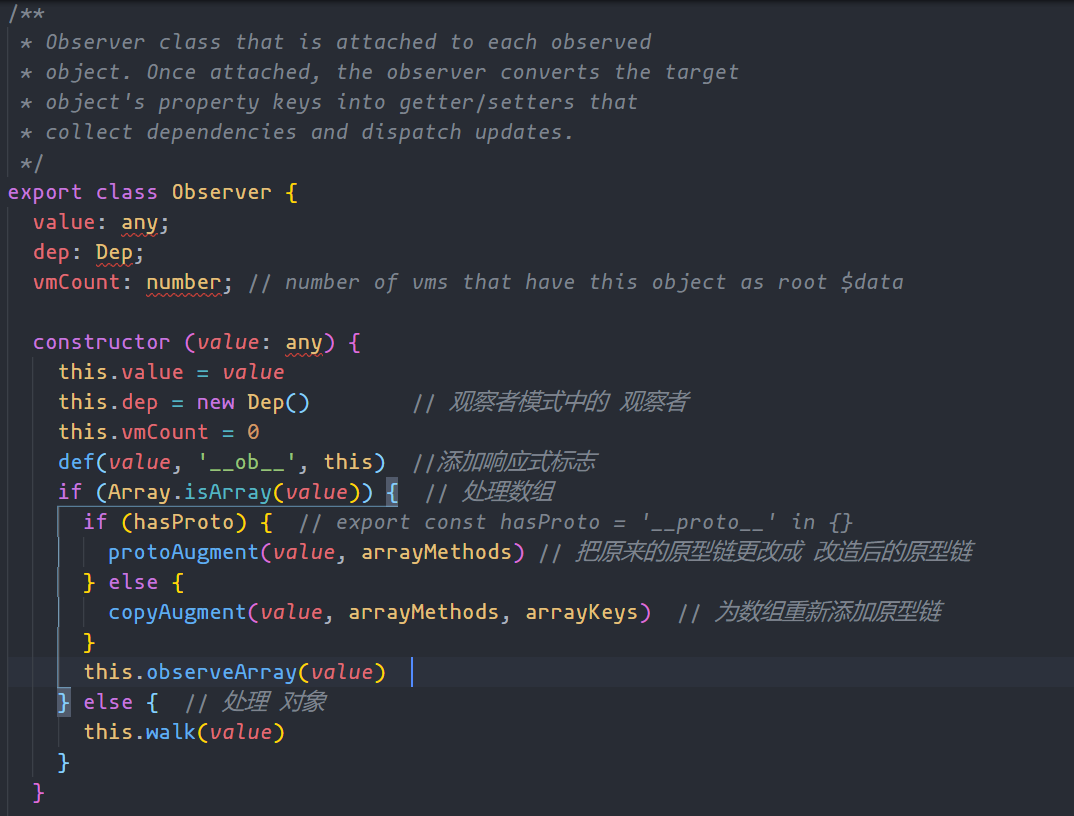 /**
 * Observer class that is attached to each observed
 * object. Once attached, the observer converts the target
 * object's property keys into getter/setters that
 * collect dependencies and dispatch updates.
 */
export class Observer {
  value: any;
  dep: Dep;
  vmCount: number; // number of vms that have this object as root $data

  constructor (value: any) {
    this.value = value
    this.dep = new Dep()        // 观察者模式中的 观察者
    this.vmCount = 0
    def(value, '__ob__', this)  //添加响应式标志
    if (Array.isArray(value)) {  // 处理数组
      if (hasProto) {  // export const hasProto = '__proto__' in {}
        protoAugment(value, arrayMethods) // 把原来的原型链更改成 改造后的原型链
      } else {
        copyAugment(value, arrayMethods, arrayKeys)  // 为数组重新添加原型链
      }
      this.observeArray(value)
    } else {  // 处理 对象
      this.walk(value)
    }
  }